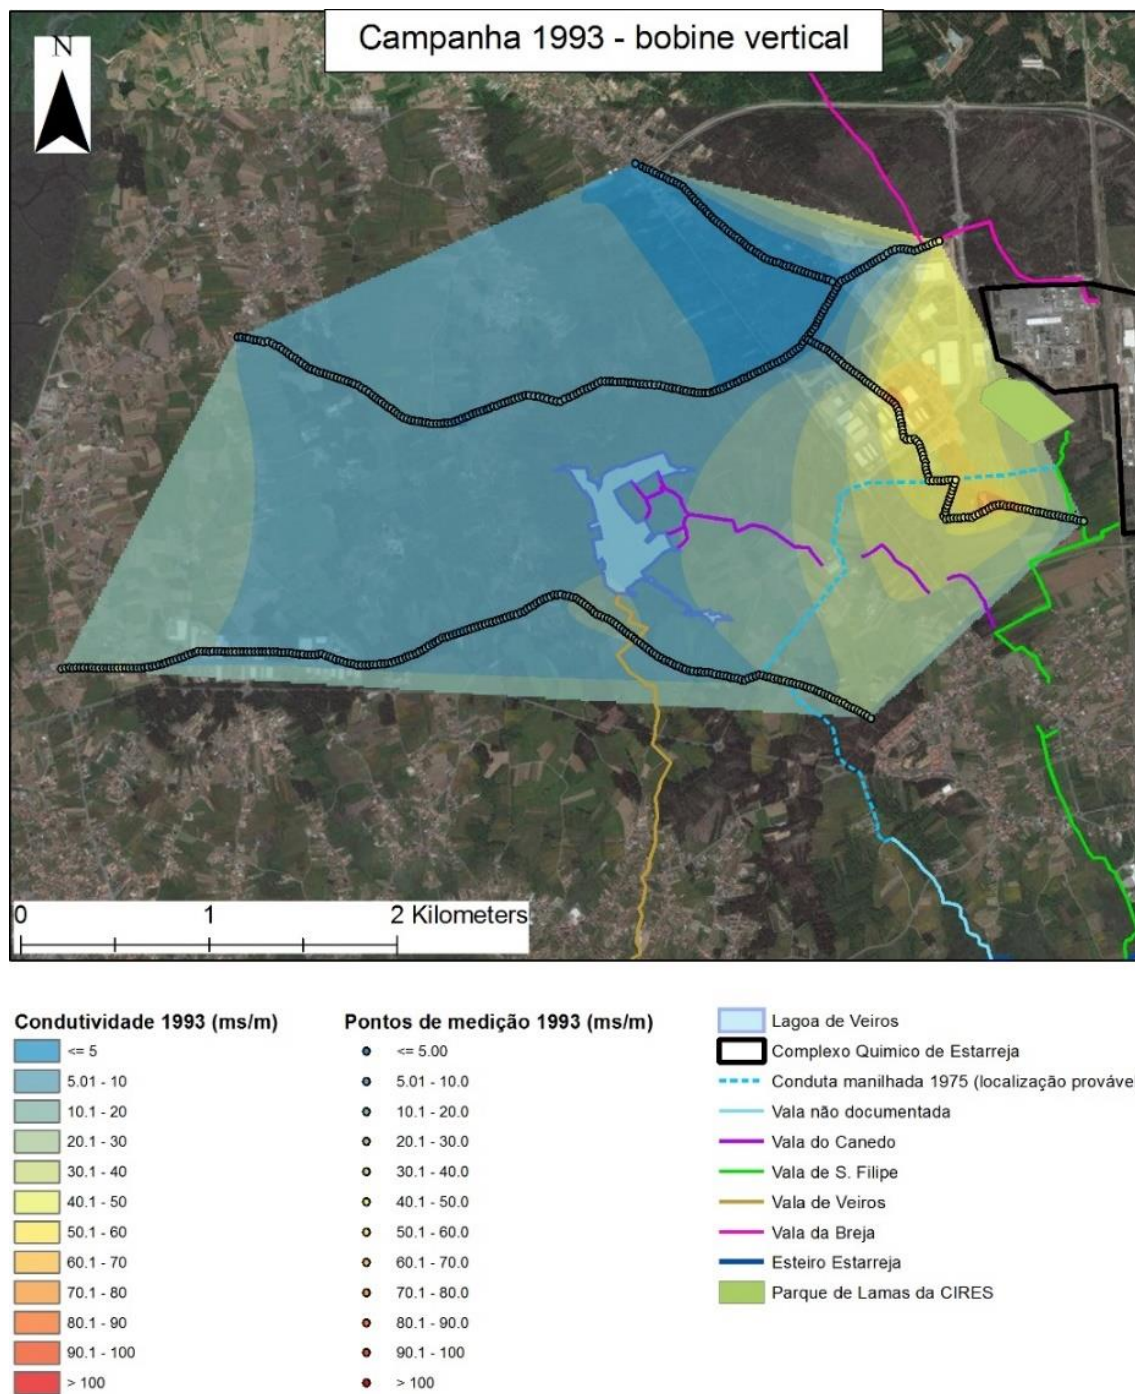 Campanha 1993 - bobine vertical
N
0 1 2 Kilometers
Condutividade 1993 (ms/m)
<= 5
5.01 - 10
10.1 - 20
20.1 - 30
30.1 - 40
40.1 - 50
50.1 - 60
60.1 - 70
70.1 - 80
80.1 - 90
90.1 - 100
> 100
Pontos de medição 1993 (ms/m)
<= 5.00
5.01 - 10.0
10.1 - 20.0
20.1 - 30.0
30.1 - 40.0
40.1 - 50.0
50.1 - 60.0
60.1 - 70.0
70.1 - 80.0
80.1 - 90.0
90.1 - 100
> 100
Lagoa de Veiros
Complexo Quimico de Estarreja
Conduta manilhada 1975 (localização prováve
Vala não documentada
Vala do Canedo
Vala de S. Filipe
Vala de Veiros
Vala da Breja
Esteiro Estarreja
Parque de Lamas da CIRES